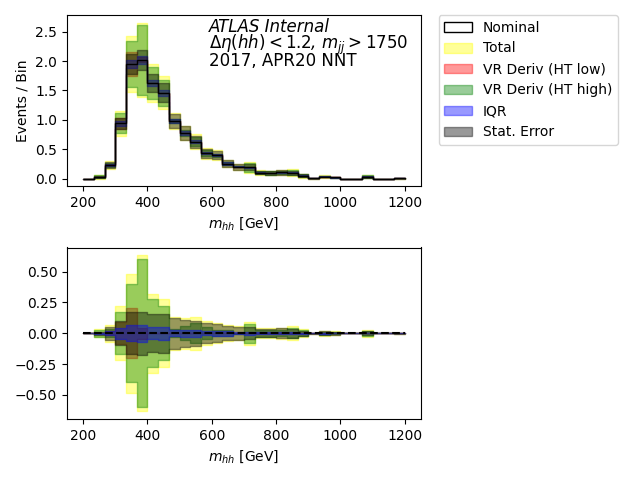 ATLAS Internal
Δη(hh) < 1.2, m_jj > 1750
2017, APR20 NNT
Events / Bin
2.5
2.0
1.5
1.0
0.5
0.0
200 400 600 800 1000 1200
m_hh [GeV]
Nominal
Total
VR Deriv (HT low)
VR Deriv (HT high)
IQR
Stat. Error
0.50
0.25
0.00
−0.25
−0.50
200 400 600 800 1000 1200
m_hh [GeV]